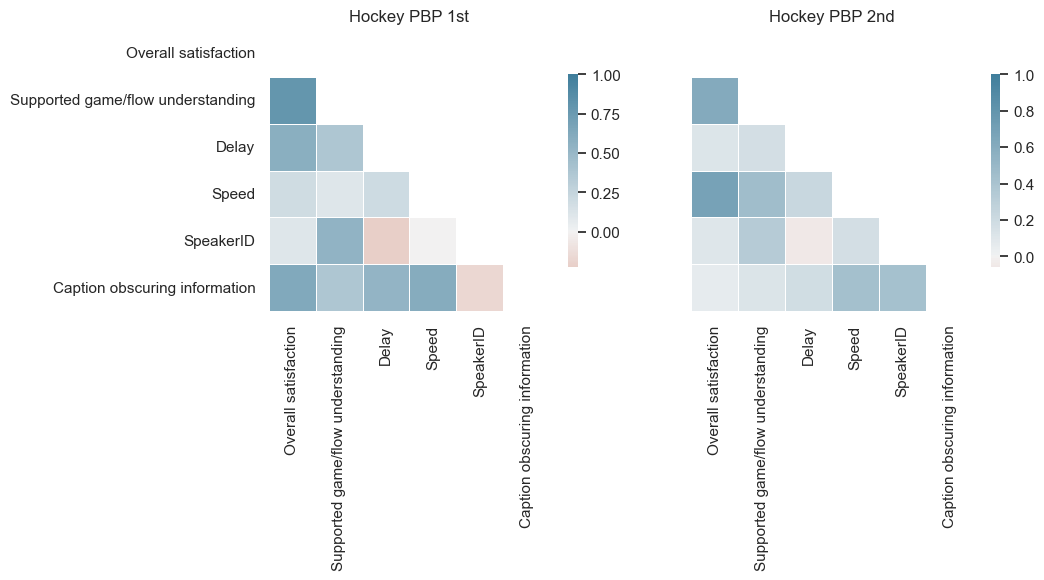 Hockey PBP 1st
Hockey PBP 2nd
Overall satisfaction
Supported game/flow understanding
Delay
Speed
SpeakerID
Caption obscuring information
1.00
0.75
0.50
0.25
0.00
1.0
0.8
0.6
0.4
0.2
0.0
Overall satisfaction
Supported game/flow understanding
Delay
Speed
SpeakerID
Caption obscuring information
Overall satisfaction
Supported game/flow understanding
Delay
Speed
SpeakerID
Caption obscuring information